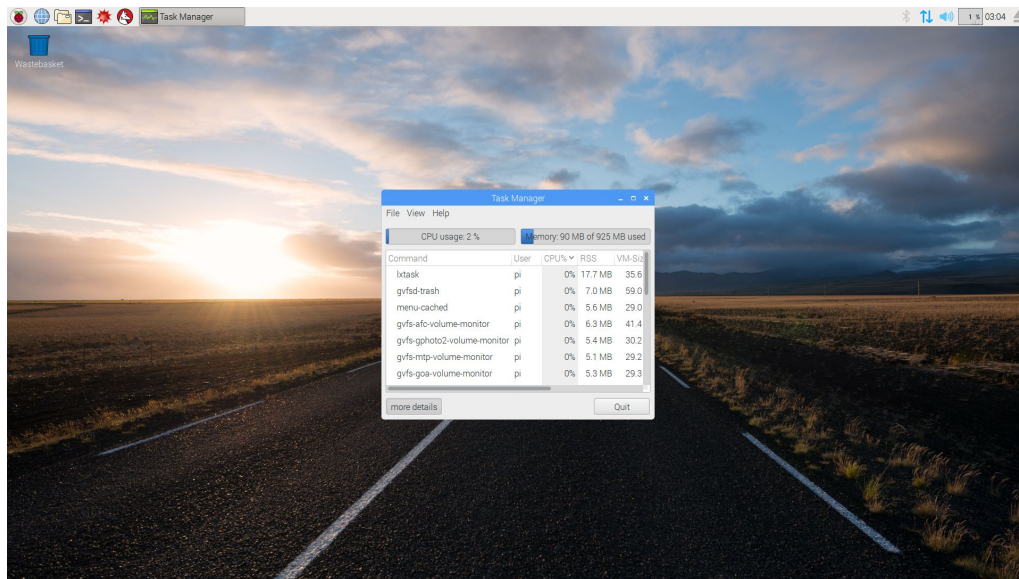 Task Manager
1 %
03:04
Wastebasket
Task Manager
File View Help
CPU usage: 2 %
Memory: 90 MB of 925 MB used
Command User CPU% RSS VM-Siz
lxtask pi 0% 17.7 MB 35.6
gvfsd-trash pi 0% 7.0 MB 59.0
menu-cached pi 0% 5.6 MB 29.0
gvfs-afc-volume-monitor pi 0% 6.3 MB 41.4
gvfs-gphoto2-volume-monitor pi 0% 5.4 MB 30.2
gvfs-mtp-volume-monitor pi 0% 5.1 MB 29.2
gvfs-goa-volume-monitor pi 0% 5.3 MB 29.3
more details
Quit